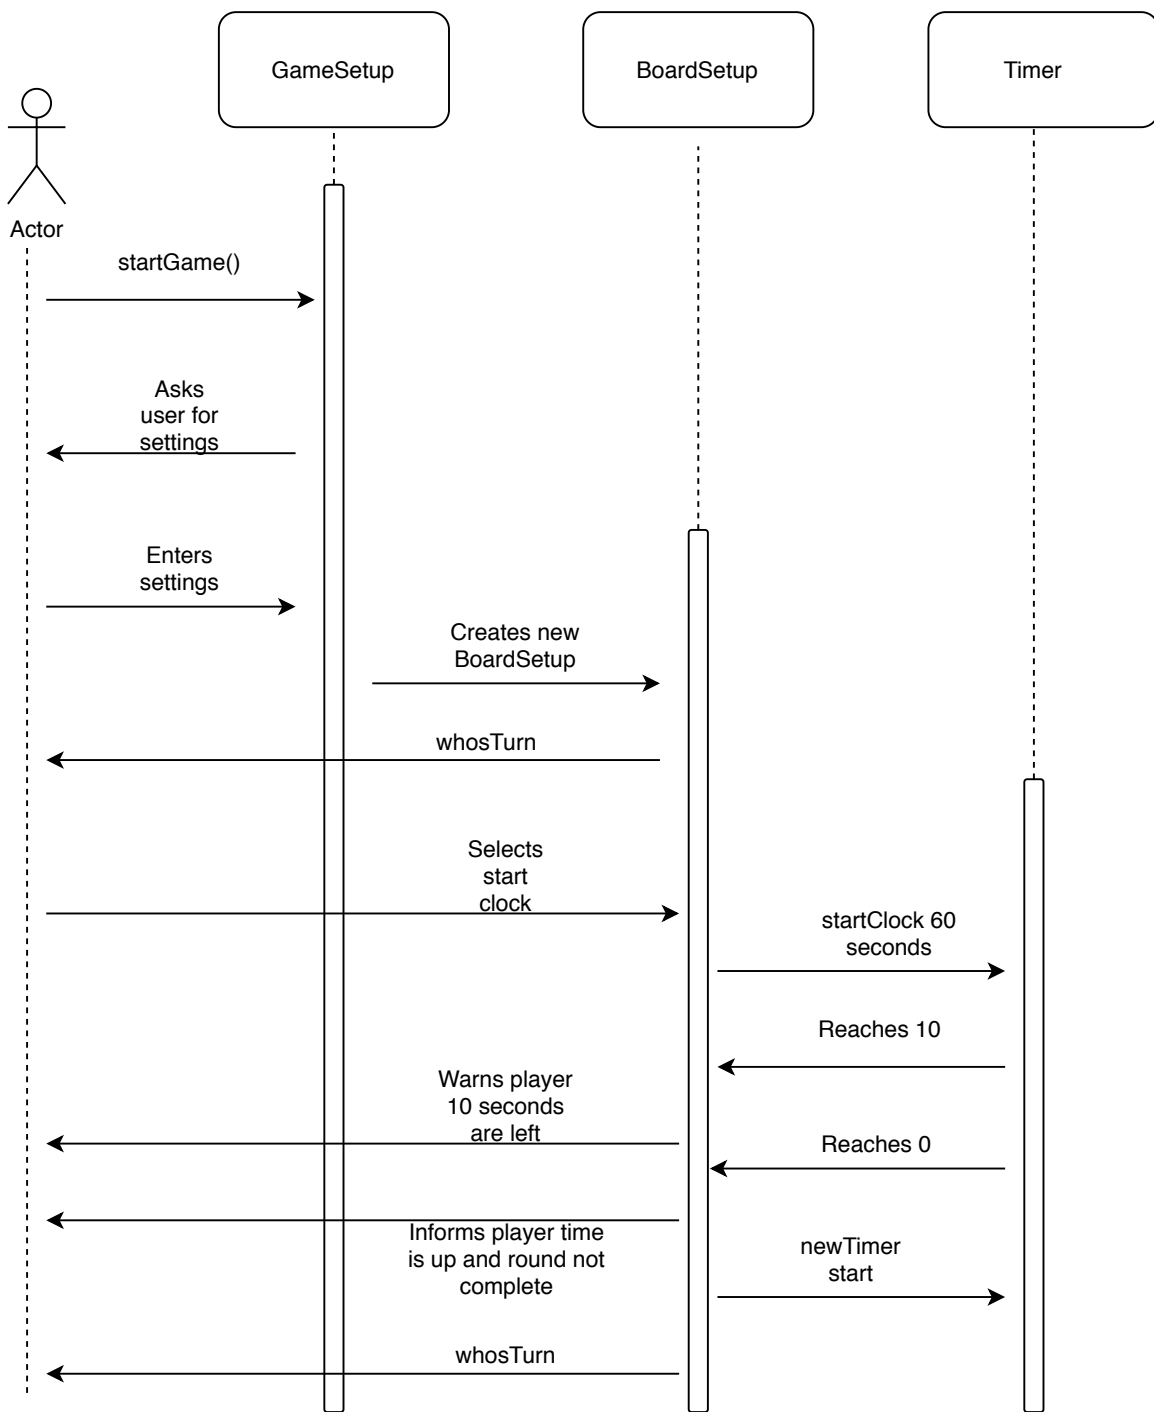 GameSetup
BoardSetup
Timer
Actor
startGame()
Asks
user for
settings
Enters
settings
Creates new
BoardSetup
whosTurn
Selects
start
clock
startClock 60
seconds
Reaches 10
Warns player
10 seconds
are left
Reaches 0
Informs player time
is up and round not
complete
newTimer
start
whosTurn